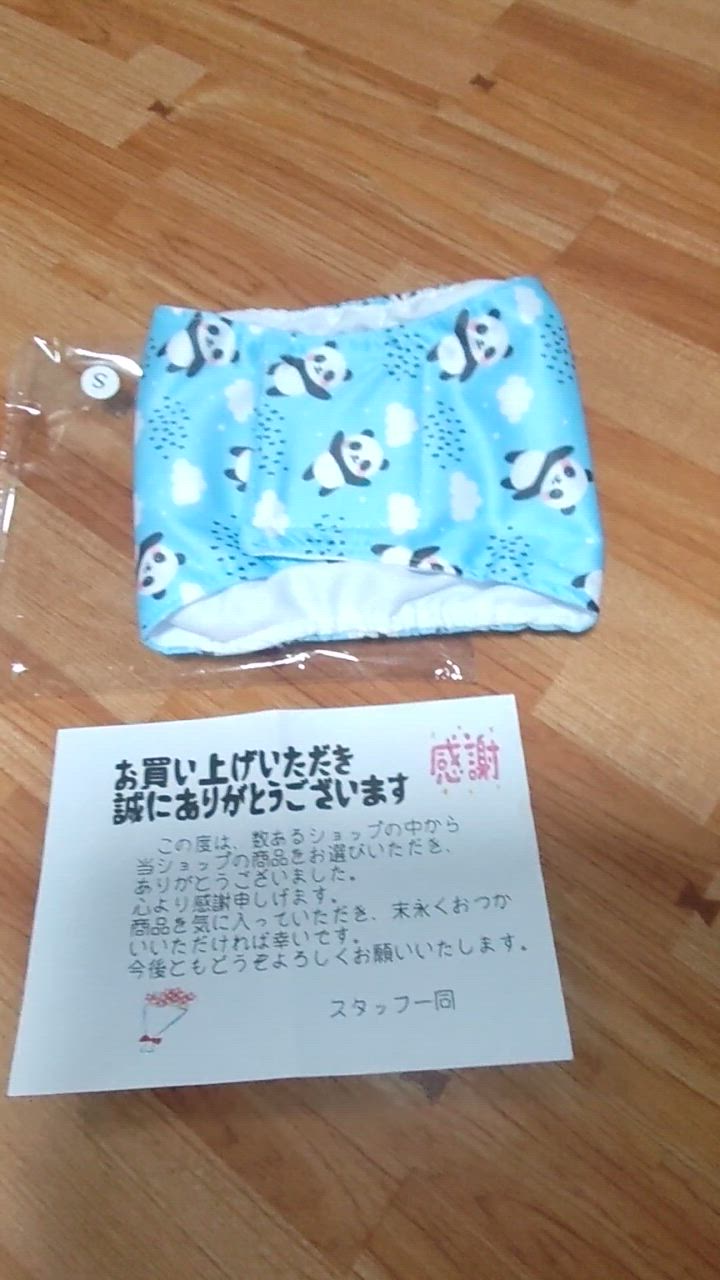 S
お買い上げいただき
誠にありがとうございます
感謝
この度は、数あるショップの中から
当ショップの商品をお選びいただき、
ありがとうございました。
心より感謝申しげます。
商品を気に入っていただき、末永くおつか
いいただければ幸いです。
今後ともどうぞよろしくお願いいたします。
スタッフ一同